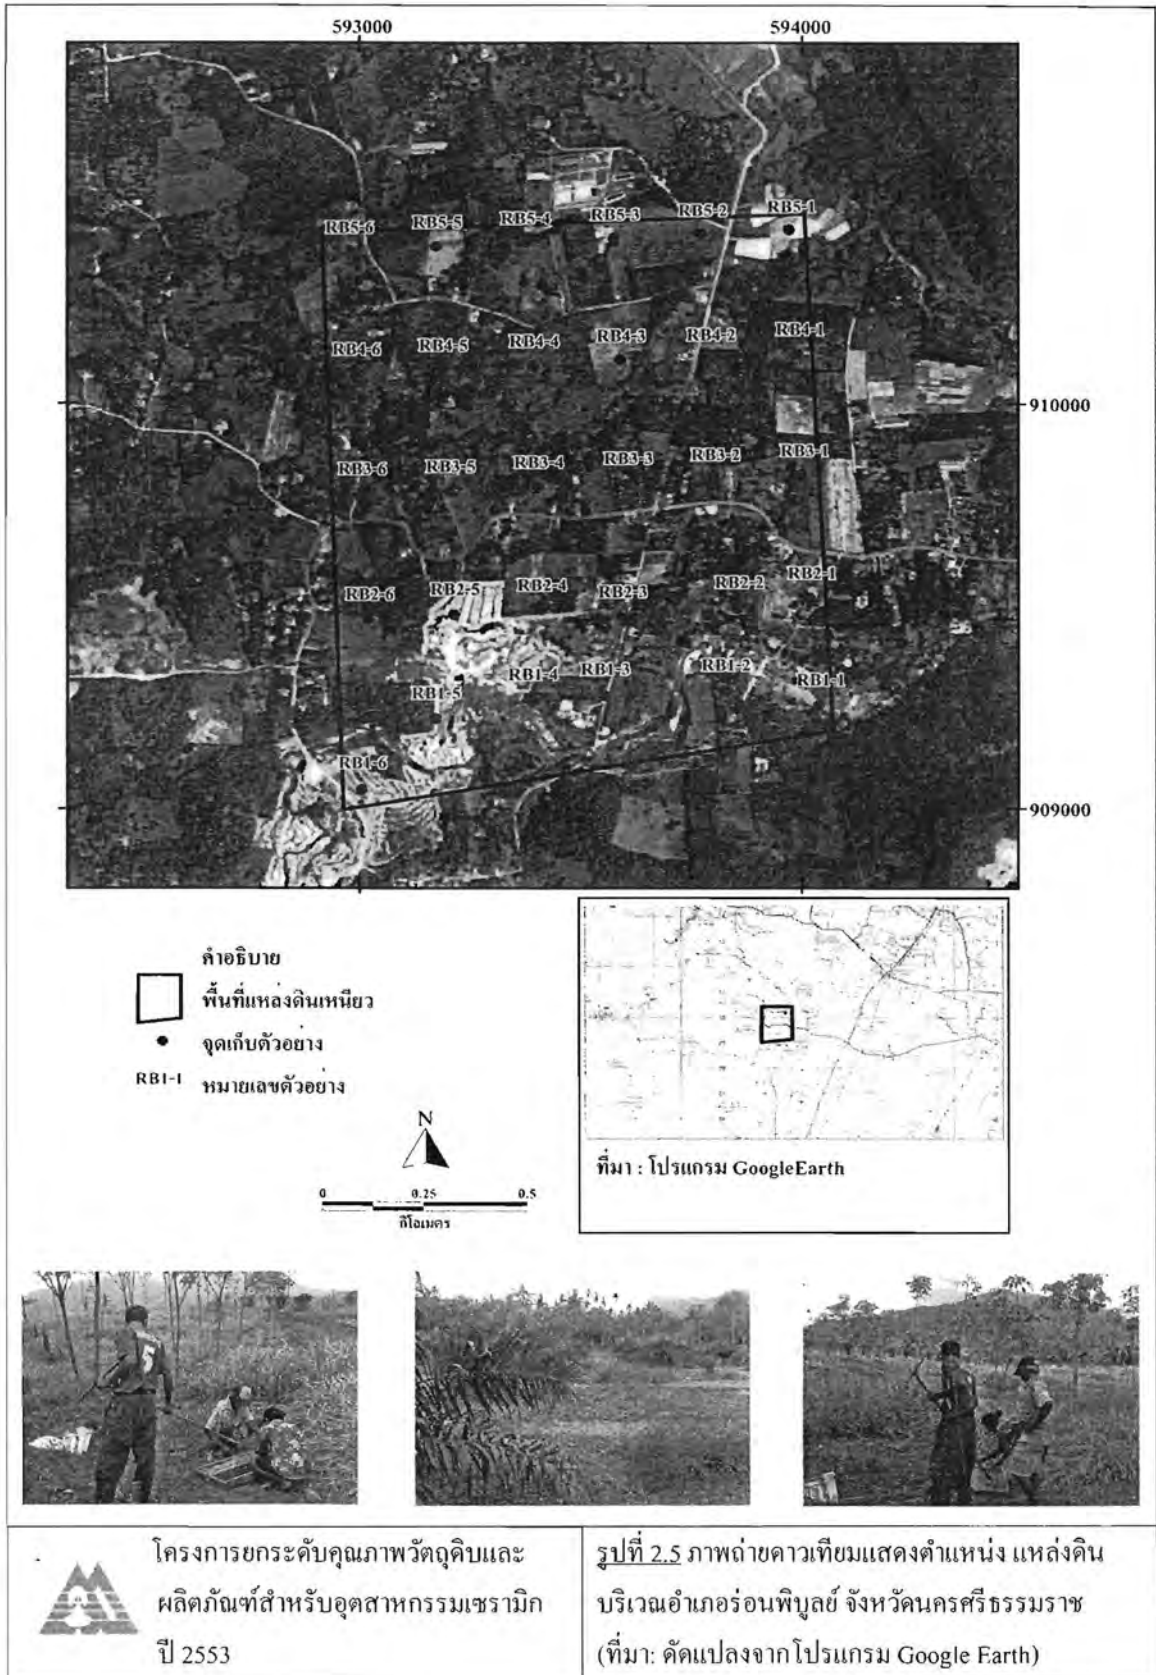 593000
594000
RB5-6
RB5-5
RB5-4
RB5-3
RB5-2
RB5-1
RB4-6
RB4-5
RB4-4
RB4-3
RB4-2
RB4-1
910000
RB3-6
RB3-5
RB3-4
RB3-3
RB3-2
RB3-1
RB2-6
RB2-5
RB2-4
RB2-3
RB2-2
RB2-1
RB1-5
RB1-4
RB1-3
RB1-2
RB1-1
RB1-6
909000
คำอธิบาย
พื้นที่แหล่งดินเหนียว
จุดเก็บตัวอย่าง
RB1-1 หมายเลขตัวอย่าง
N
0 0.25 0.5
กิโลเมตร
ที่มา : โปรแกรม GoogleEarth
5
โครงการยกระดับคุณภาพวัตถุดิบและ
ผลิตภัณฑ์สำหรับอุตสาหกรรมเซรามิก
ปี 2553
รูปที่ 2.5 ภาพถ่ายดาวเทียมแสดงตำแหน่ง แหล่งดิน
บริเวณอำเภอร่อนพิบูลย์ จังหวัดนครศรีธรรมราช
(ที่มา: ดัดแปลงจากโปรแกรม Google Earth)